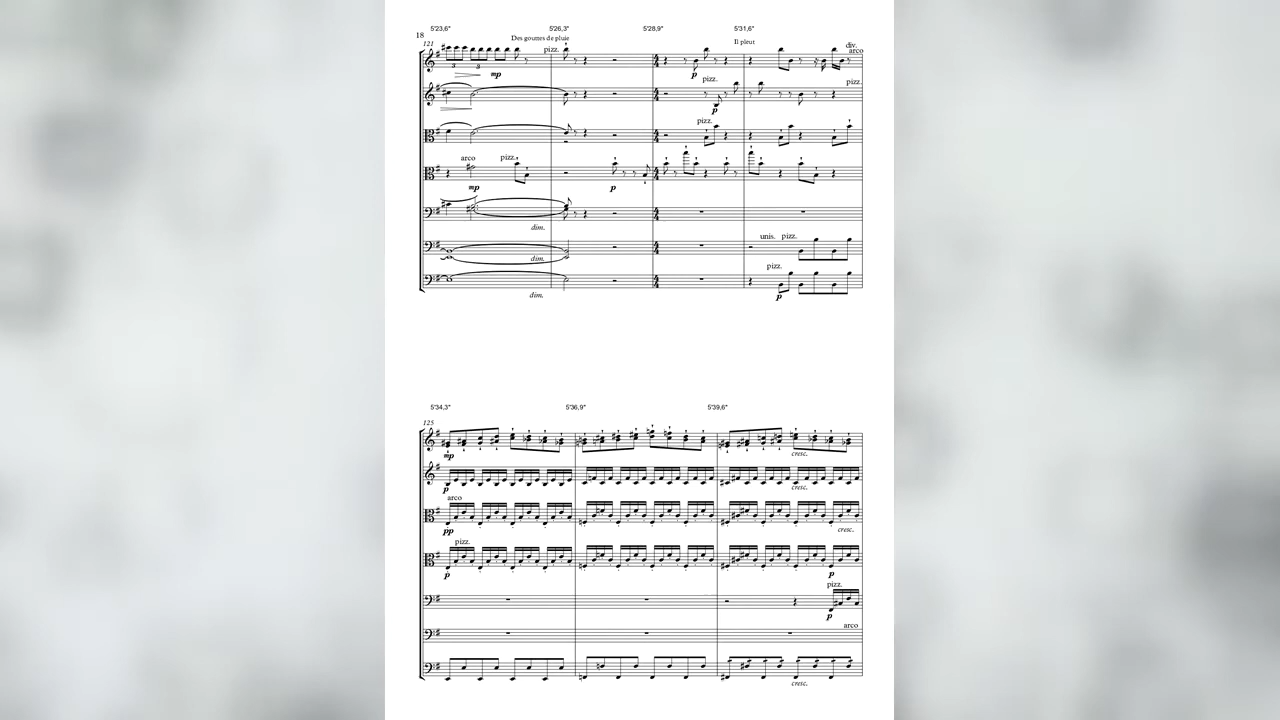 5'23,6" 5'26,3" 5'28,9" 5'31,6"
18
121
Des gouttes de pluie
Il pleut
pizz.
div.
arco
3 3
mp
p
pizz.
pizz.
p
pizz.
arco
pizz.
mp
p
dim.
unis. pizz.
dim.
pizz.
dim.
p
5'34,3" 5'36,9" 5'39,6"
125
mp
cresc.
p
cresc.
arco
pp
cresc.
pizz.
p
p
pizz.
p
arco
cresc.